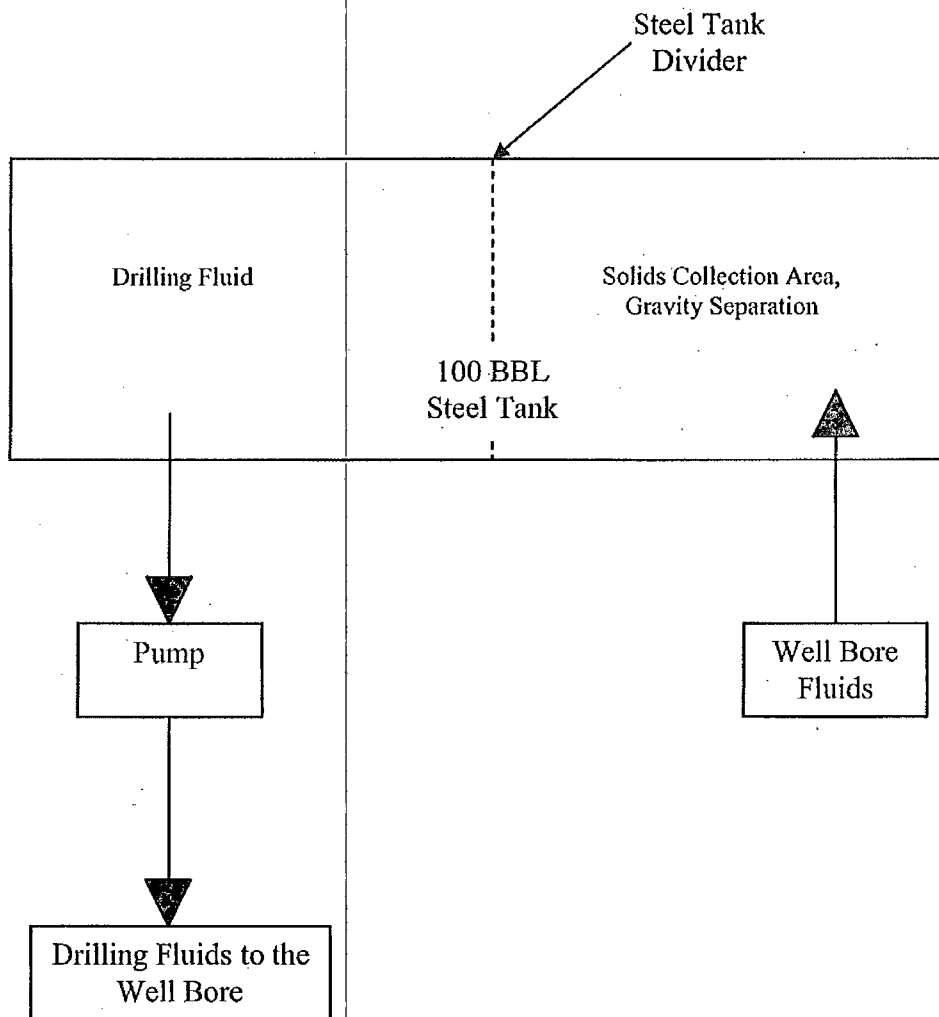 Steel Tank
Divider
Drilling Fluid
Solids Collection Area,
Gravity Separation
100 BBL
Steel Tank
Pump
Well Bore
Fluids
Drilling Fluids to the
Well Bore